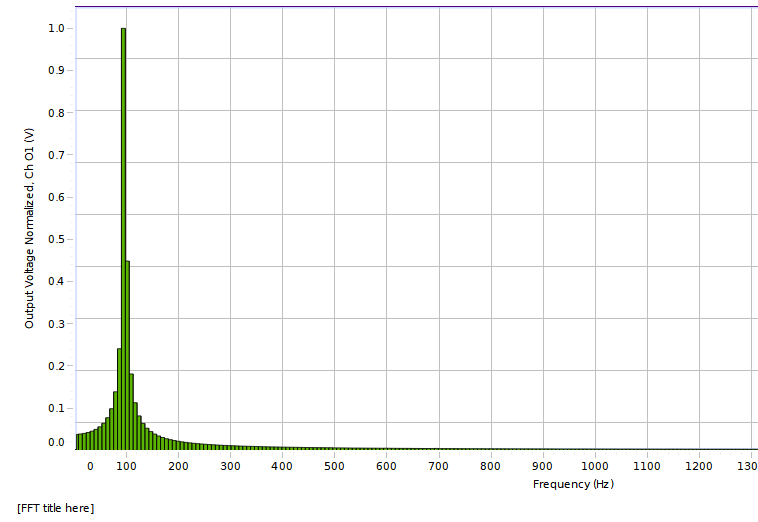 Output Voltage Normalized, Ch O1 (V)
1.0
0.9
0.8
0.7
0.6
0.5
0.4
0.3
0.2
0.1
0.0
0 100 200 300 400 500 600 700 800 900 1000 1100 1200 130
Frequency (Hz)
[FFT title here]